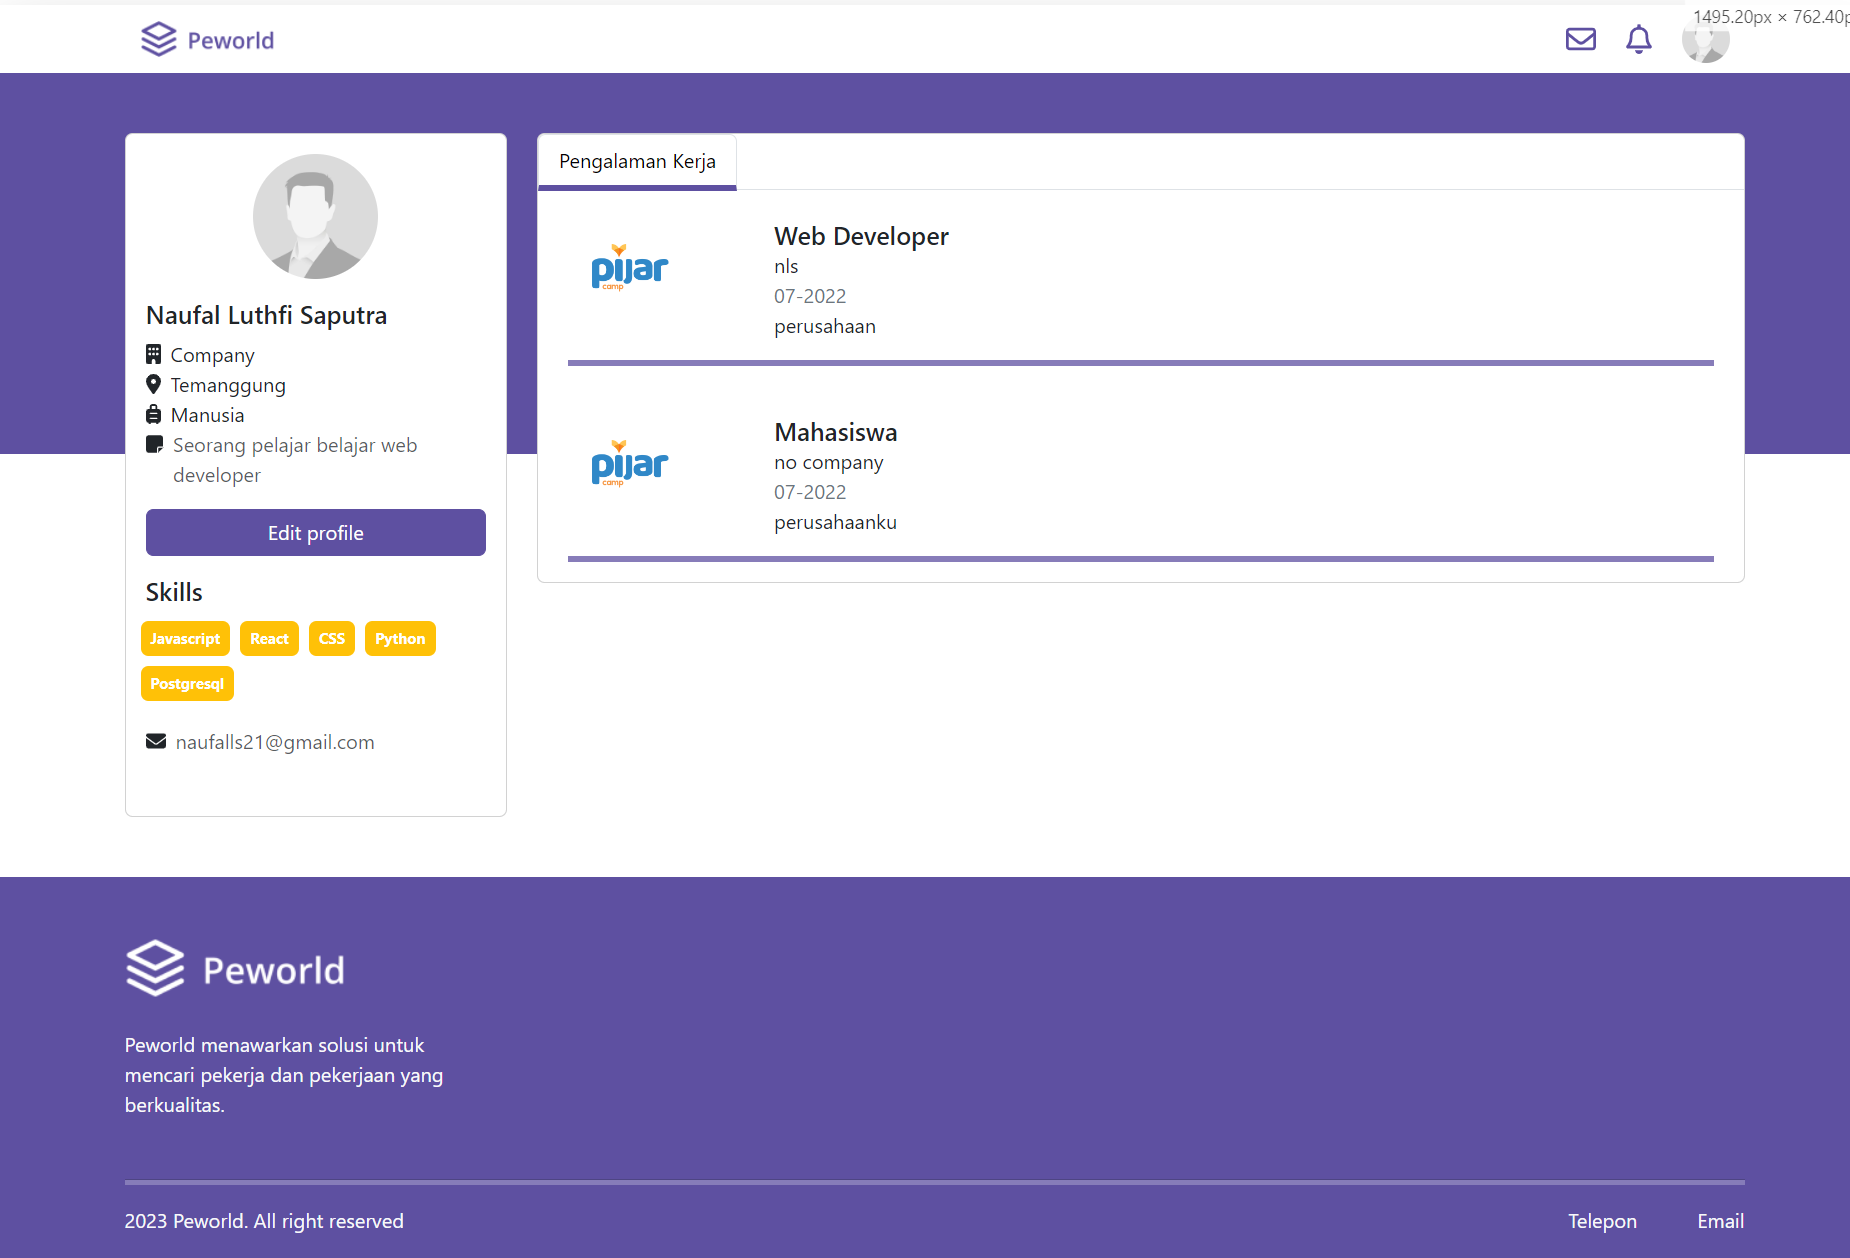 Peworld
1495.20px × 762.40p
Naufal Luthfi Saputra
Company
Temanggung
Manusia
Seorang pelajar belajar web
developer
Edit profile
Skills
Javascript React CSS Python
Postgresql
naufalls21@gmail.com
Pengalaman Kerja
pijar
camp
Web Developer
nls
07-2022
perusahaan
pijar
camp
Mahasiswa
no company
07-2022
perusahaanku
Peworld
Peworld menawarkan solusi untuk
mencari pekerja dan pekerjaan yang
berkualitas.
2023 Peworld. All right reserved
Telepon Email